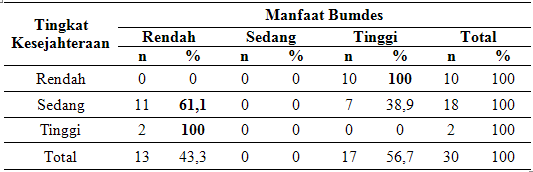 Tingkat Kesejahteraan Manfaat Bumdes
Rendah Sedang Tinggi Total
n % n % n % n %
Rendah 0 0 0 0 10 100 10 100
Sedang 11 61,1 0 0 7 38,9 18 100
Tinggi 2 100 0 0 0 0 2 100
Total 13 43,3 0 0 17 56,7 30 100